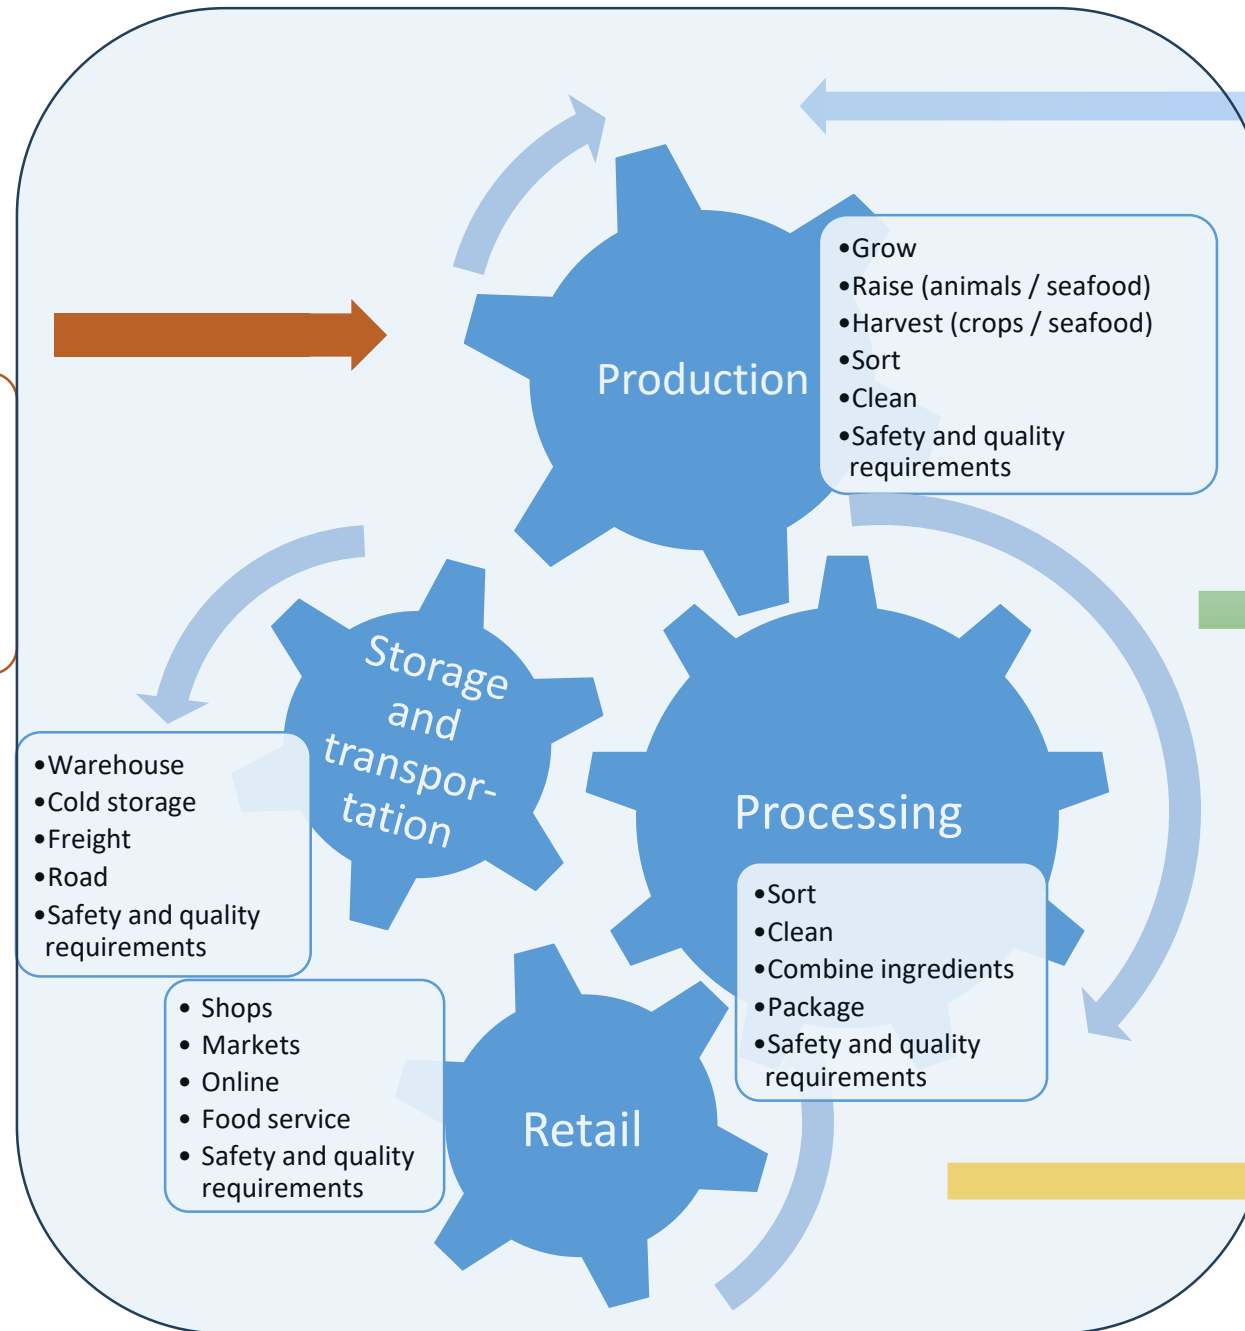 Production
•Grow
•Raise (animals / seafood)
•Harvest (crops / seafood)
•Sort
•Clean
•Safety and quality
requirements
Storage
and
transpor-
tation
•Warehouse
•Cold storage
•Freight
•Road
•Safety and quality
requirements
Processing
•Sort
•Clean
•Combine ingredients
•Package
•Safety and quality
requirements
Retail
• Shops
• Markets
• Online
• Food service
• Safety and quality
requirements